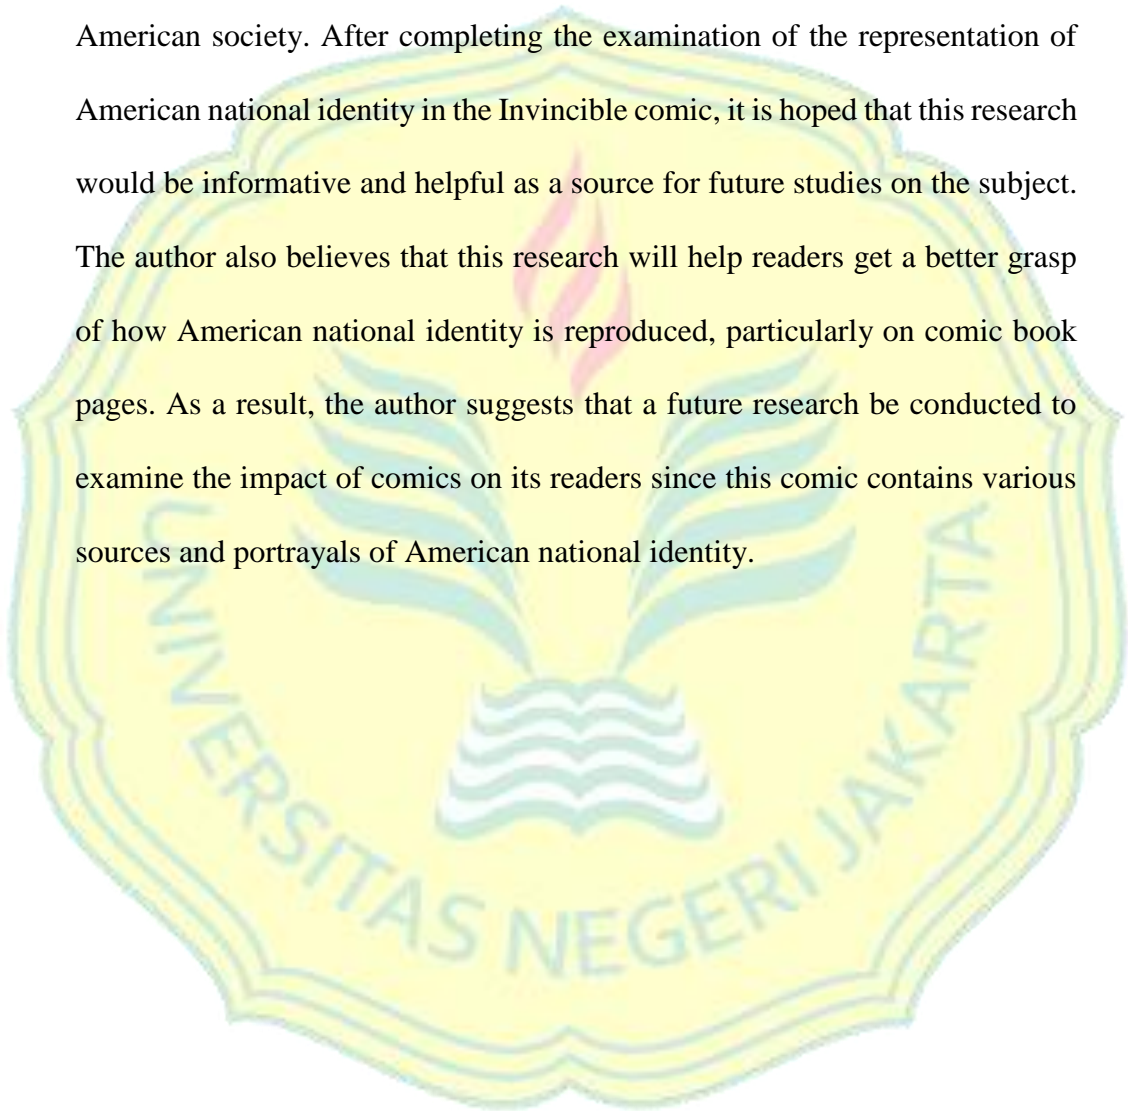 American society. After completing the examination of the representation of
American national identity in the Invincible comic, it is hoped that this research
would be informative and helpful as a source for future studies on the subject.
The author also believes that this research will help readers get a better grasp
of how American national identity is reproduced, particularly on comic book
pages. As a result, the author suggests that a future research be conducted to
examine the impact of comics on its readers since this comic contains various
sources and portrayals of American national identity.
UNIVERSITAS NEGERI JAKARTA